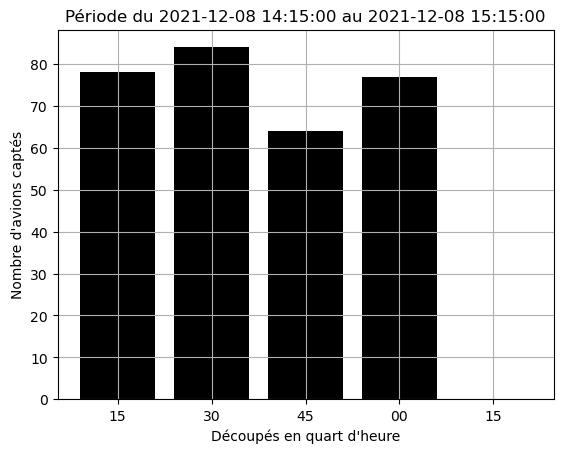 Période du 2021-12-08 14:15:00 au 2021-12-08 15:15:00
Nombre d'avions captés
80
70
60
50
40
30
20
10
0
15 30 45 00 15
Découpés en quart d'heure